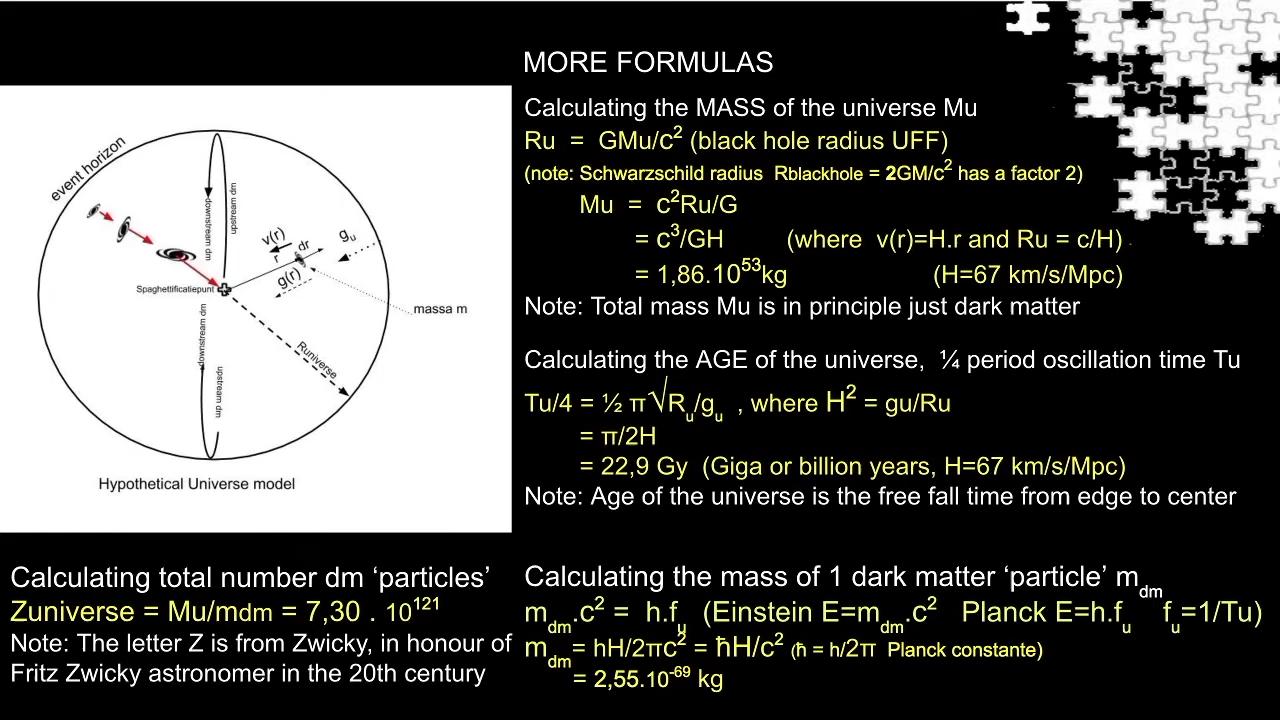 MORE FORMULAS
Calculating the MASS of the universe Mu
Ru = GMu/c² (black hole radius UFF)
(note: Schwarzschild radius Rblackhole = 2GM/c² has a factor 2)
Mu = c²Ru/G
= c³/GH (where v(r)=H.r and Ru = c/H)
= 1,86.10⁵³kg (H=67 km/s/Mpc)
Note: Total mass Mu is in principle just dark matter
Calculating the AGE of the universe, ¼ period oscillation time Tu
Tu/4 = ½ π√Rᵤ/gᵤ , where H² = gu/Ru
= π/2H
= 22,9 Gy (Giga or billion years, H=67 km/s/Mpc)
Note: Age of the universe is the free fall time from edge to center
event horizon
downstream dm
upstream dm
v(r)
dr
r
gᵤ
g(r)
Spaghettificatiepunt
massa m
downstream dm
upstream dm
Runiverse
Hypothetical Universe model
Calculating total number dm ‘particles’
Zuniverse = Mu/mdm = 7,30 . 10¹²¹
Note: The letter Z is from Zwicky, in honour of
Fritz Zwicky astronomer in the 20th century
Calculating the mass of 1 dark matter ‘particle’ mdm
mdm.c² = h.fᵤ (Einstein E=mdm.c² Planck E=h.fᵤ fᵤ=1/Tu)
mdm= hH/2πc² = ħH/c² (ħ = h/2π Planck constante)
= 2,55.10⁻⁶⁹ kg